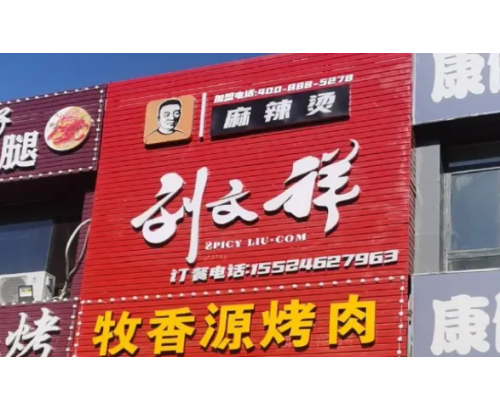 加盟电话:400-888-5278
麻辣烫
刘文祥
SPICY LIU·COM
订餐电话:15524627963
牧香源烤肉
腿
烤
康
康